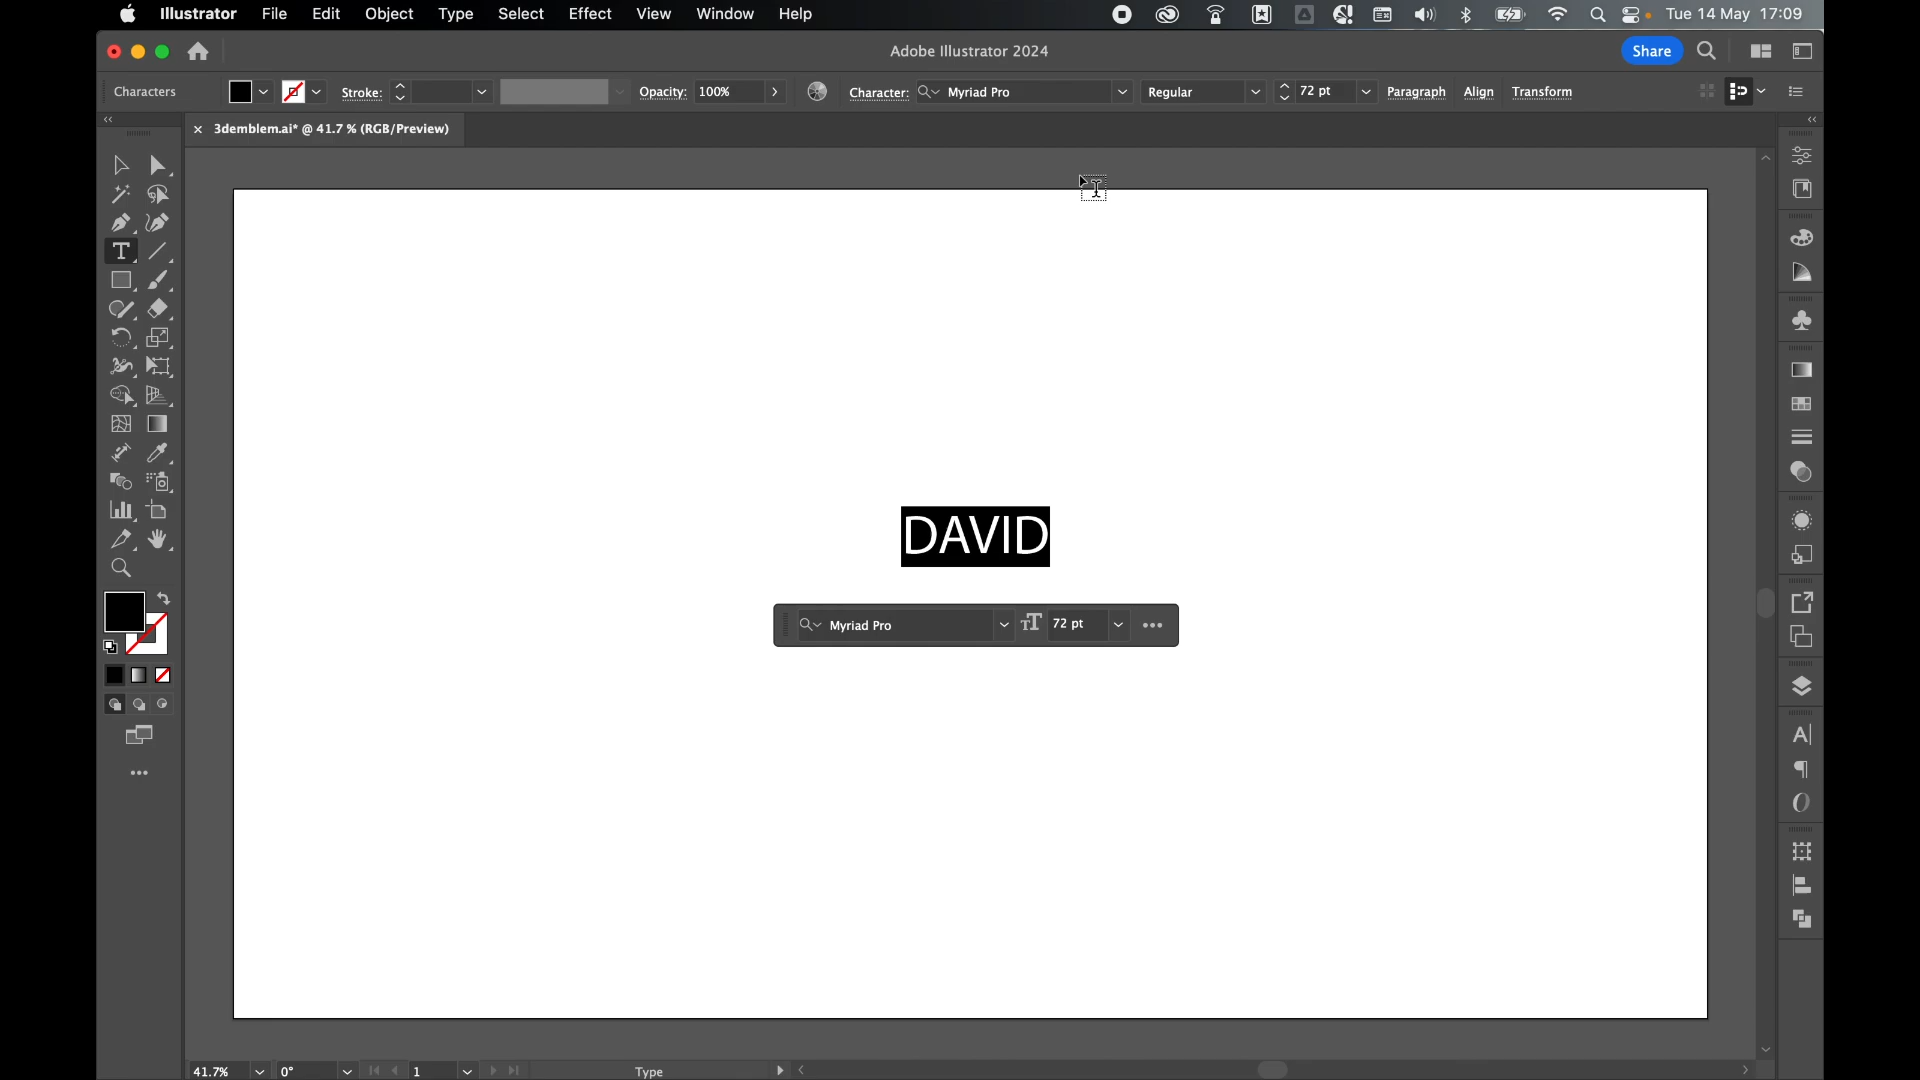 Illustrator File Edit Object Type Select Effect View Window Help Tue 14 May 17:09
Adobe Illustrator 2024 Share
Characters Stroke: Opacity: 100% Character: Myriad Pro Regular 72 pt Paragraph Align Transform
× 3demblem.ai* @ 41.7 % (RGB/Preview)
DAVID
Myriad Pro 72 pt
41.7% 0° 1 Type